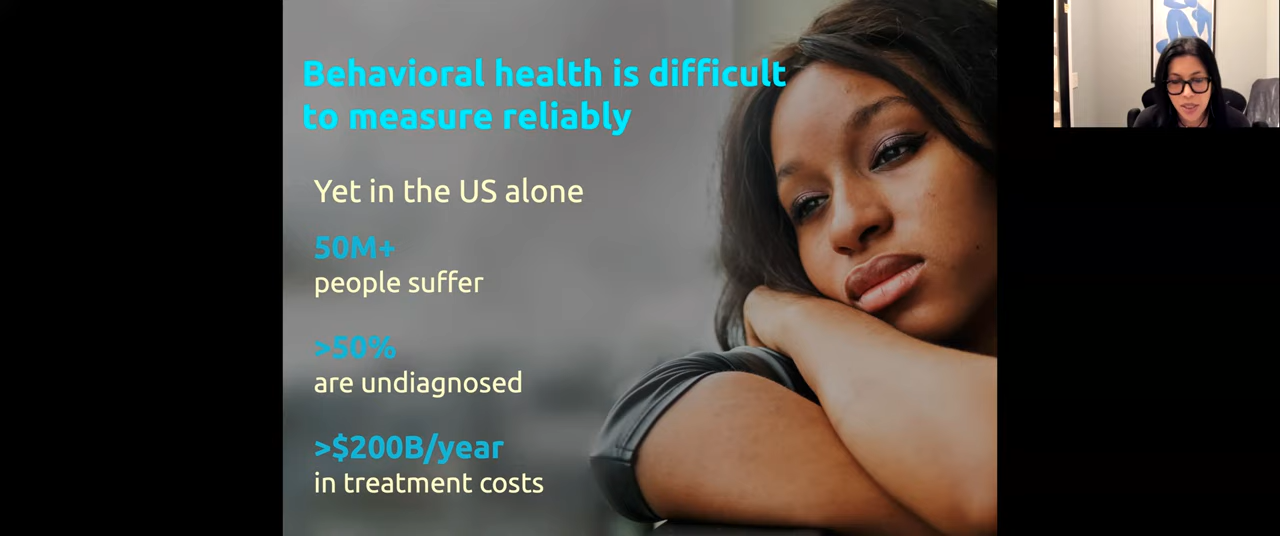 Behavioral health is difficult
to measure reliably
Yet in the US alone
50M+
people suffer
>50%
are undiagnosed
>$200B/year
in treatment costs